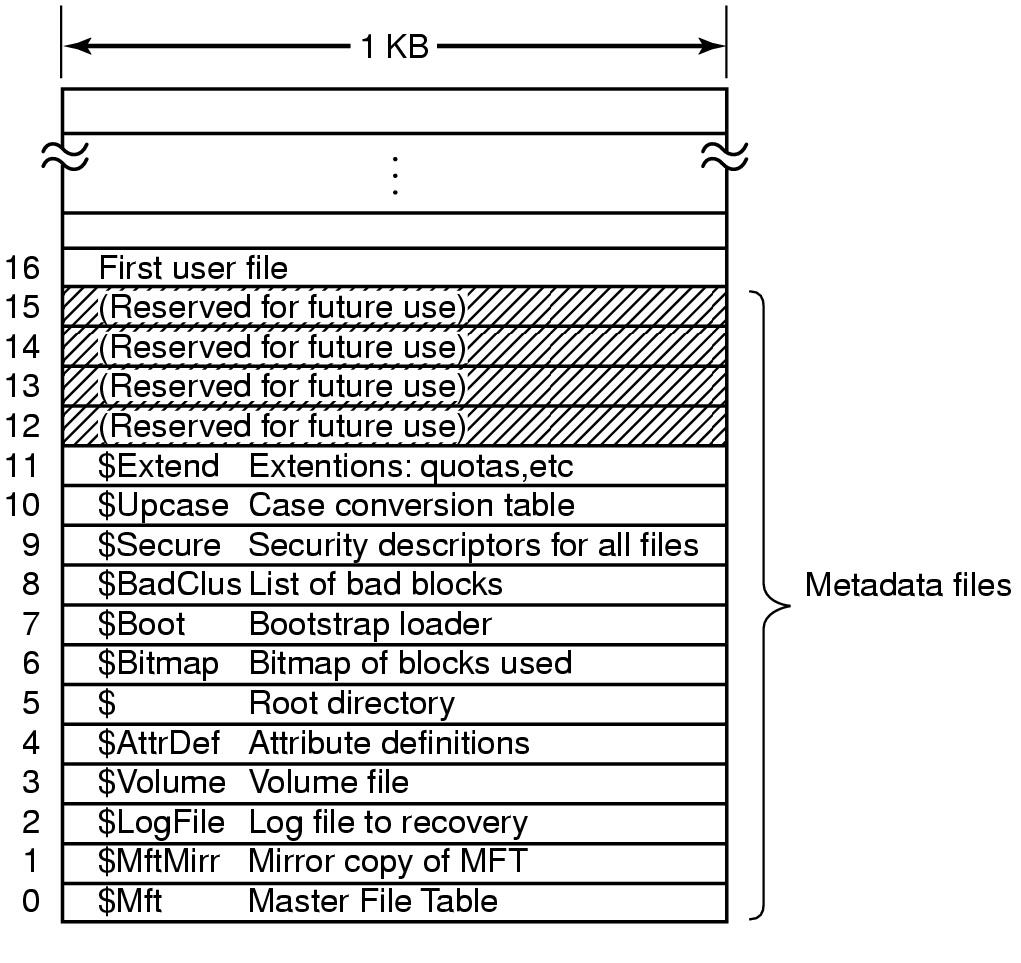 1 KB
16 First user file
15 (Reserved for future use)
14 (Reserved for future use)
13 (Reserved for future use)
12 (Reserved for future use)
11 $Extend Extentions: quotas,etc
10 $Upcase Case conversion table
9 $Secure Security descriptors for all files
8 $BadClus List of bad blocks
7 $Boot Bootstrap loader
6 $Bitmap Bitmap of blocks used
5 $ Root directory
4 $AttrDef Attribute definitions
3 $Volume Volume file
2 $LogFile Log file to recovery
1 $MftMirr Mirror copy of MFT
0 $Mft Master File Table
Metadata files